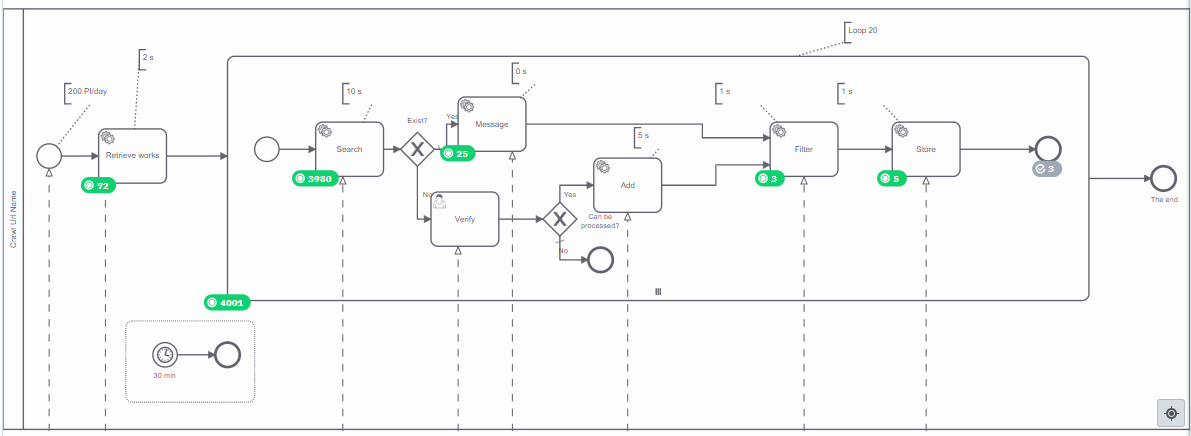 Loop 20
2 s
0 s
200 PI/day
10 s
1 s
1 s
Exist?
Yes
Message
5 s
Retrieve works
Search
25
Filter
Store
72
3980
3
5
3
Add
No
Verify
Yes
Can be
processed?
No
The end
Crawl Url Name
4001
30 min